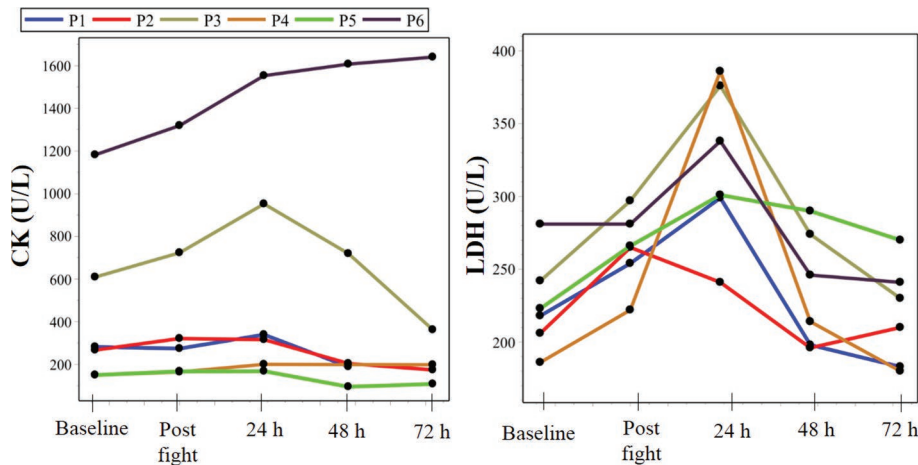 P1 P2 P3 P4 P5 P6
CK (U/L)
1600
1400
1200
1000
800
600
400
200
Baseline Post fight 24 h 48 h 72 h
LDH (U/L)
400
350
300
250
200
Baseline Post fight 24 h 48 h 72 h